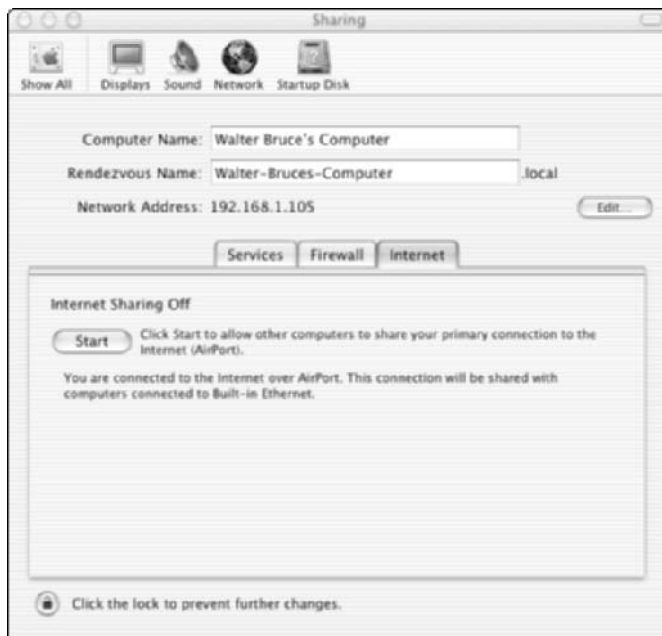 Sharing
Show All Displays Sound Network Startup Disk
Computer Name: Walter Bruce's Computer
Rendezvous Name: Walter-Bruces-Computer .local
Network Address: 192.168.1.105 Edit...
Services Firewall Internet
Internet Sharing Off
Start Click Start to allow other computers to share your primary connection to the
Internet (AirPort).
You are connected to the Internet over AirPort. This connection will be shared with
computers connected to Built-in Ethernet.
Click the lock to prevent further changes.